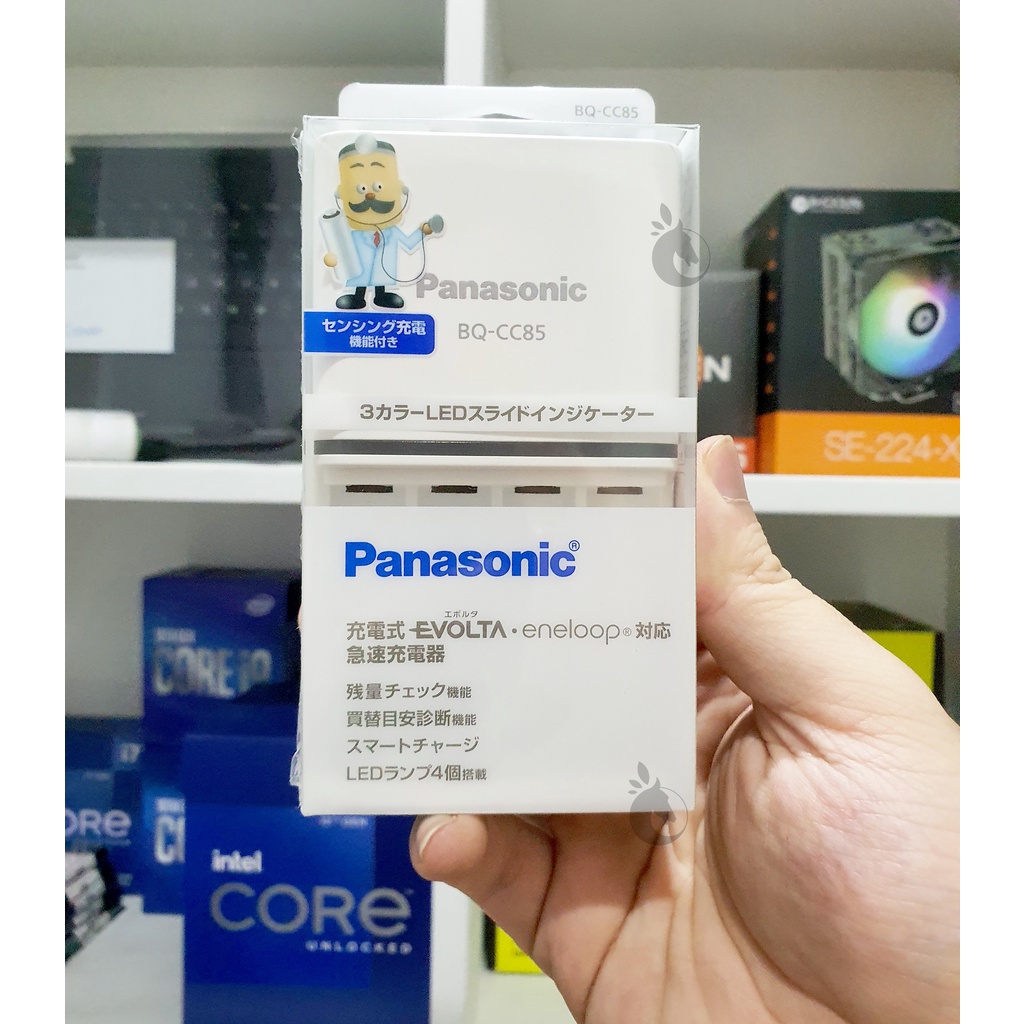 BQ-CC85
Panasonic
センシング充電
機能付き
BQ-CC85
3カラーLEDスライドインジケーター
Panasonic®
エボルタ
充電式 EVOLTA・eneloop® 対応
急速充電器
残量チェック機能
買替目安診断機能
スマートチャージ
LEDランプ4個搭載
SE-224-X
CORE i9
i7
intel
CORE™
UNLOCKED